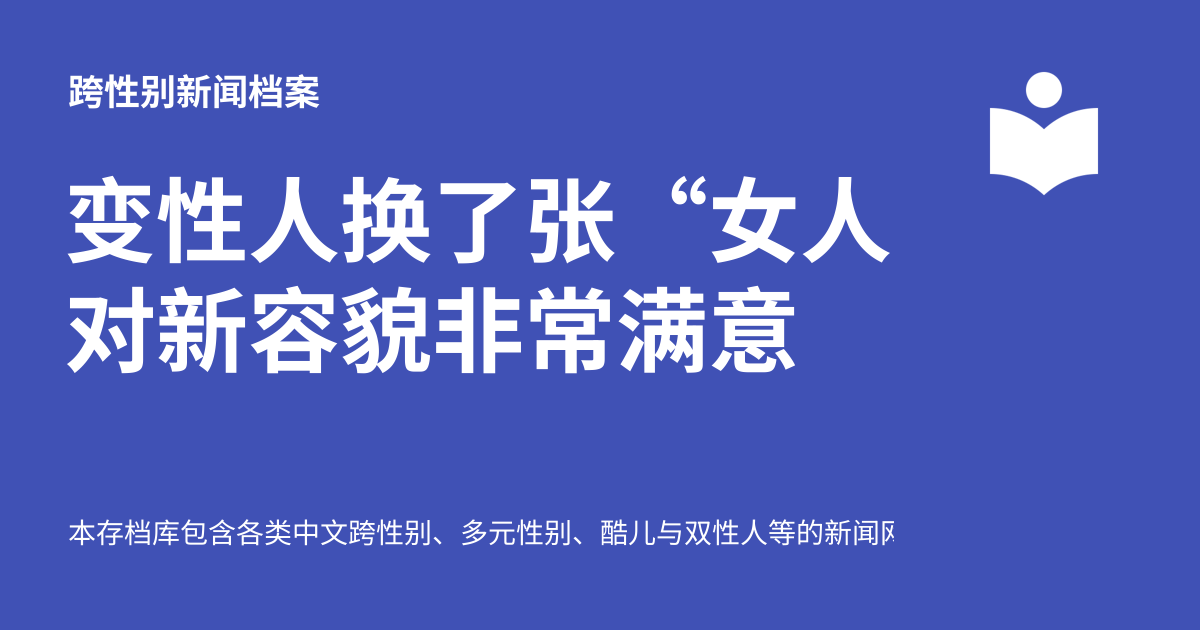 跨性别新闻档案
变性人换了张“女人
对新容貌非常满意
本存档库包含各类中文跨性别、多元性别、酷儿与双性人等的新闻